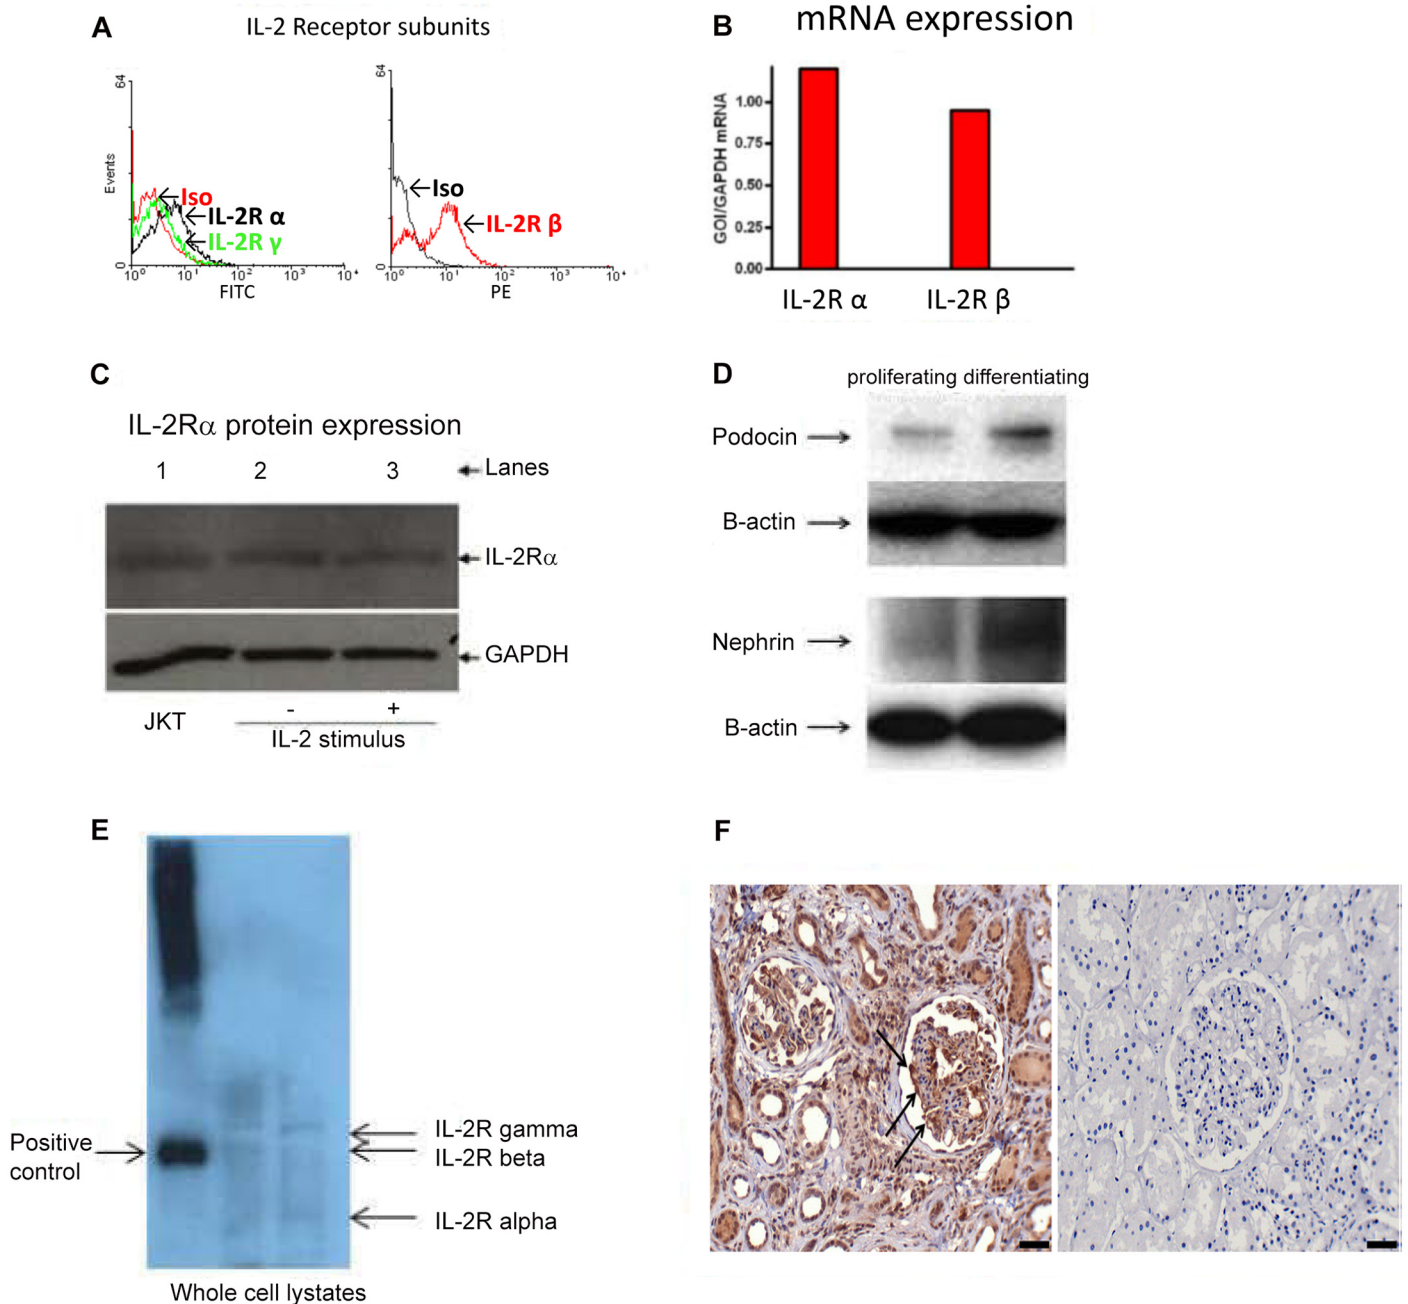 A
IL-2 Receptor subunits
64
Events
0
Iso
IL-2R α
IL-2R γ
10⁰ 10¹ 10² 10³ 10⁴
FITC
64
0
Iso
IL-2R β
10⁰ 10¹ 10² 10³ 10⁴
PE
B
mRNA expression
GOI/GAPDH mRNA
1.00
0.75
0.50
0.25
0.00
IL-2R α IL-2R β
C
IL-2Rα protein expression
1 2 3 Lanes
IL-2Rα
GAPDH
JKT - +
IL-2 stimulus
D
proliferating differentiating
Podocin
B-actin
Nephrin
B-actin
E
Positive
control
IL-2R gamma
IL-2R beta
IL-2R alpha
Whole cell lystates
F